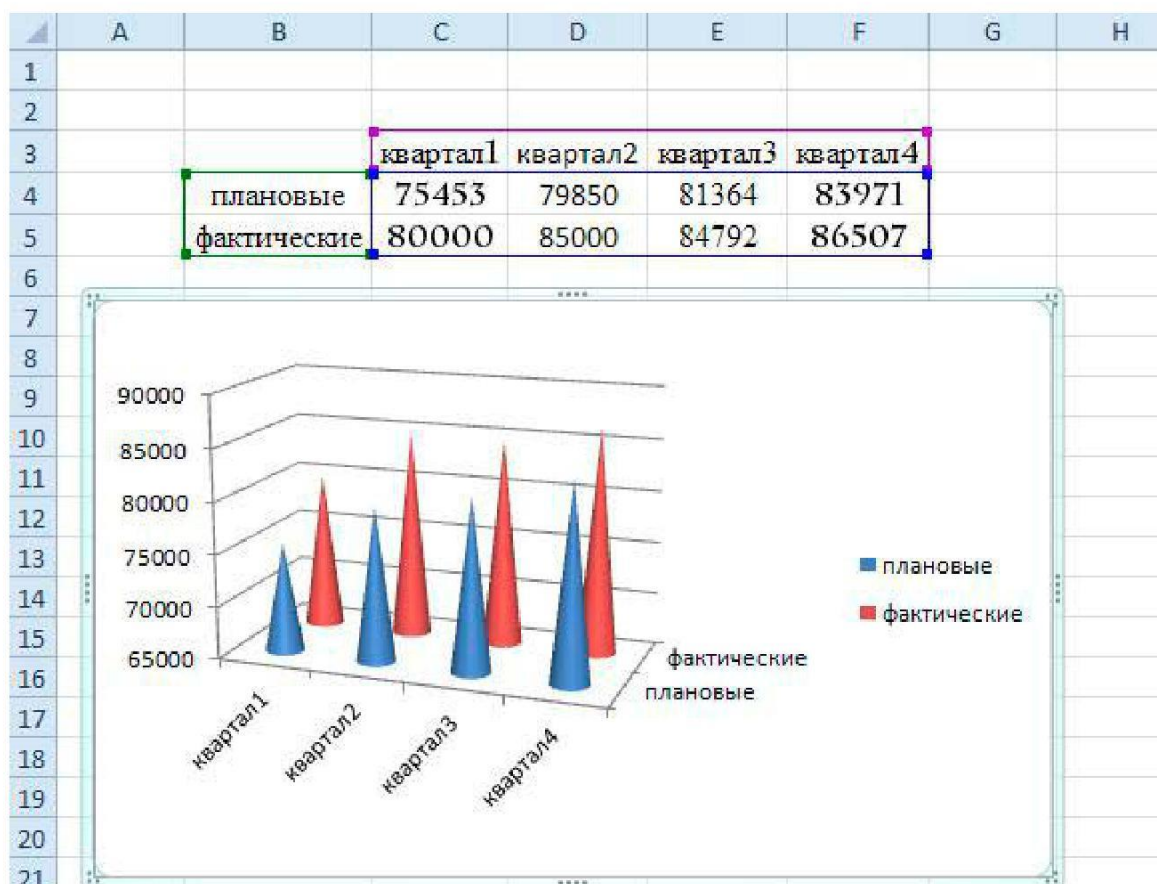 A B C D E F G H
1
2
3 квартал1 квартал2 квартал3 квартал4
4 плановые 75453 79850 81364 83971
5 фактические 80000 85000 84792 86507
6
7
8
9
10
11
12
13
14
15
16
17
18
19
20
21
90000
85000
80000
75000
70000
65000
квартал1
квартал2
квартал3
квартал4
фактические
плановые
плановые
фактические